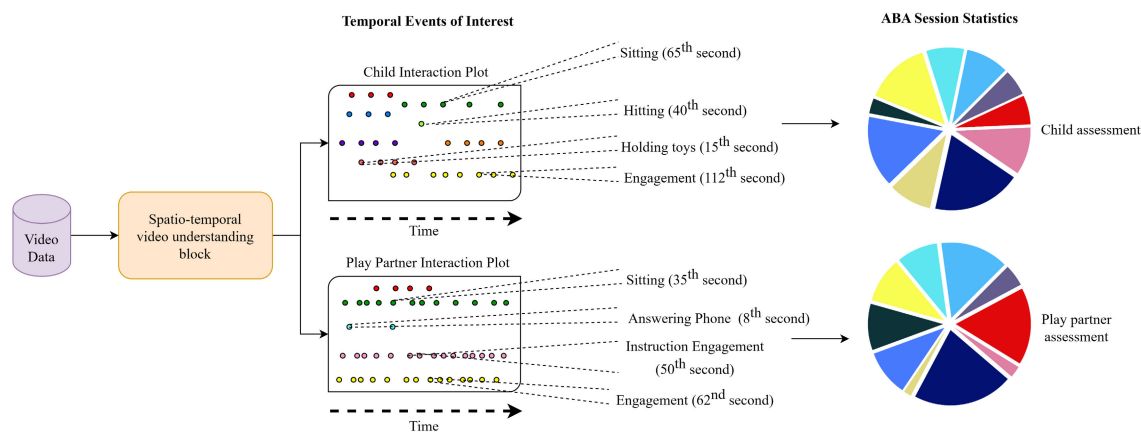 Temporal Events of Interest
ABA Session Statistics
Child Interaction Plot
Sitting (65th second)
Hitting (40th second)
Holding toys (15th second)
Engagement (112th second)
Time
Child assessment
Video
Data
Spatio-temporal
video understanding
block
Play Partner Interaction Plot
Sitting (35th second)
Answering Phone (8th second)
Instruction Engagement
(50th second)
Engagement (62nd second)
Time
Play partner
assessment